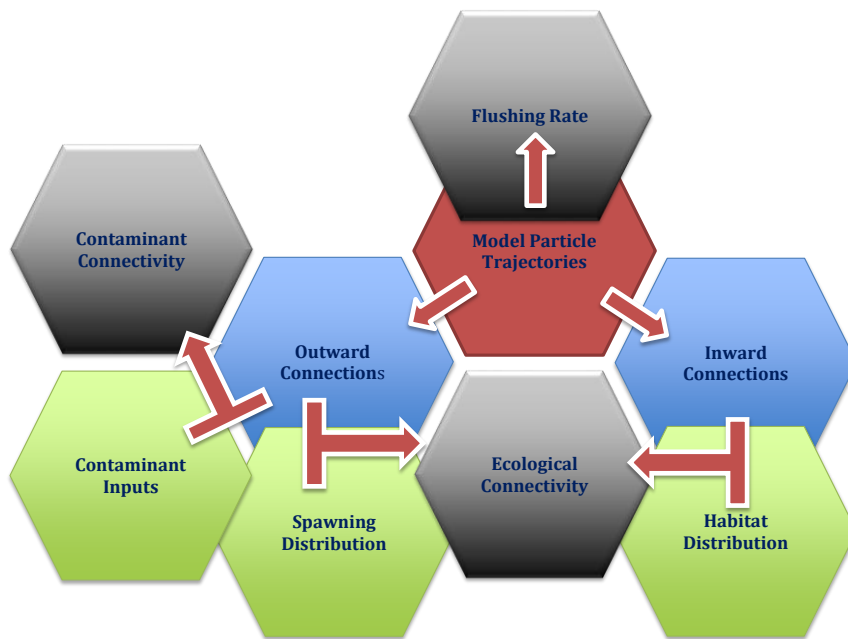 Flushing Rate
Contaminant
Connectivity
Model Particle
Trajectories
Outward
Connections
Inward
Connections
Contaminant
Inputs
Ecological
Connectivity
Spawning
Distribution
Habitat
Distribution